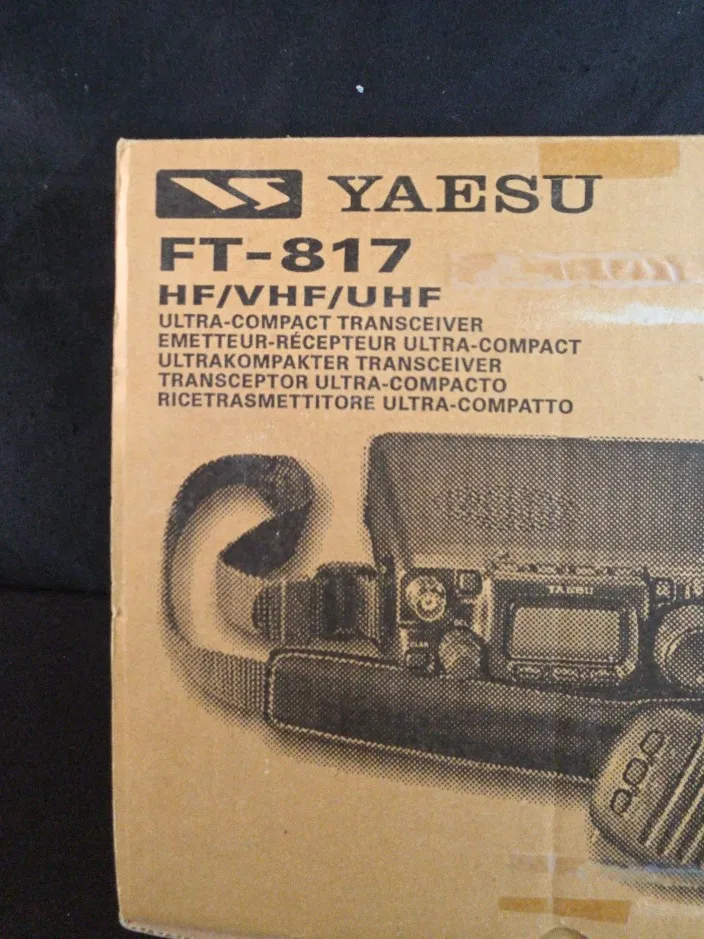 YAESU
FT-817
HF/VHF/UHF
ULTRA-COMPACT TRANSCEIVER
EMETTEUR-RÉCEPTEUR ULTRA-COMPACT
ULTRAKOMPAKTER TRANSCEIVER
TRANSCEPTOR ULTRA-COMPACTO
RICETRASMETTITORE ULTRA-COMPATTO
YAESU